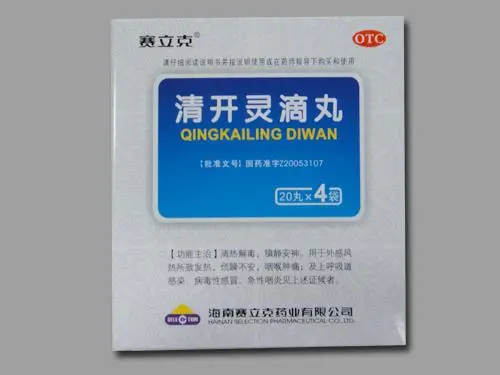 赛立克®
OTC
请仔细阅读说明书并按说明使用或在药师指导下购买和使用
清开灵滴丸
QINGKAILING DIWAN
【批准文号】国药准字Z20053107
20丸×4袋
【功能主治】清热解毒，镇静安神。用于外感风
热所致发热，烦躁不安，咽喉肿痛；及上呼吸道
感染、病毒性感冒、急性咽炎见上述证候者。
SELECTION
海南赛立克药业有限公司
HAINAN SELECTION PHARMACEUTICAL CO.,LTD.